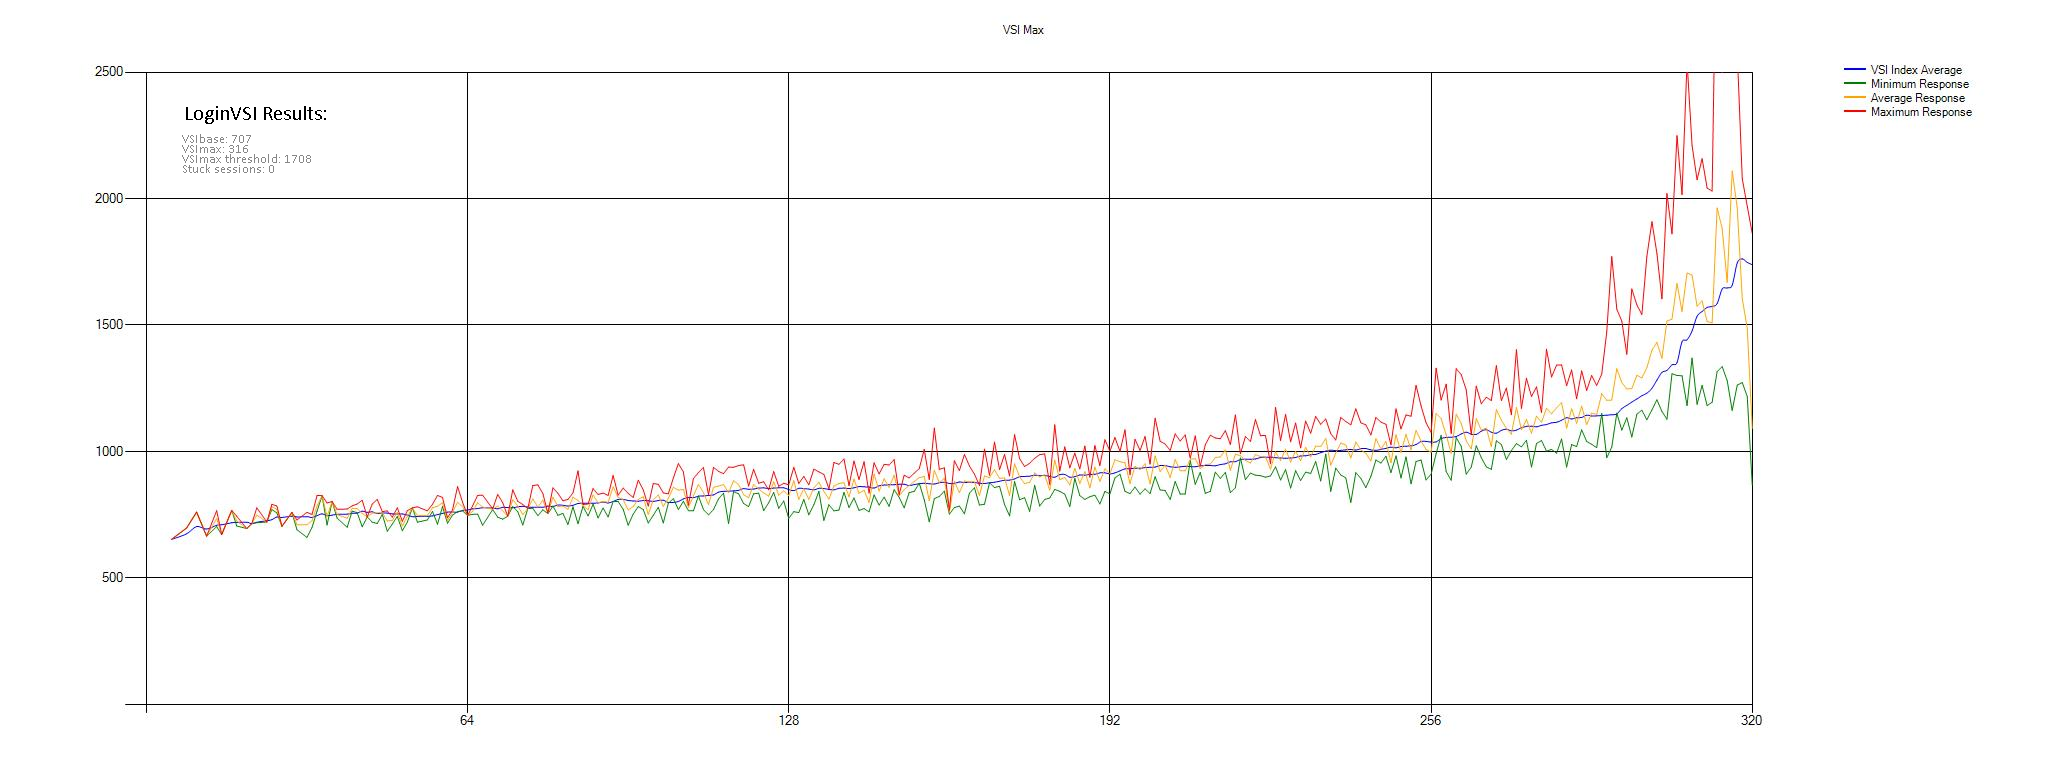 VSI Max
2500
2000
1500
1000
500
LoginVSI Results:
VSIbase: 707
VSImax: 316
VSImax threshold: 1708
Stuck sessions: 0
VSI Index Average
Minimum Response
Average Response
Maximum Response
64
128
192
256
320